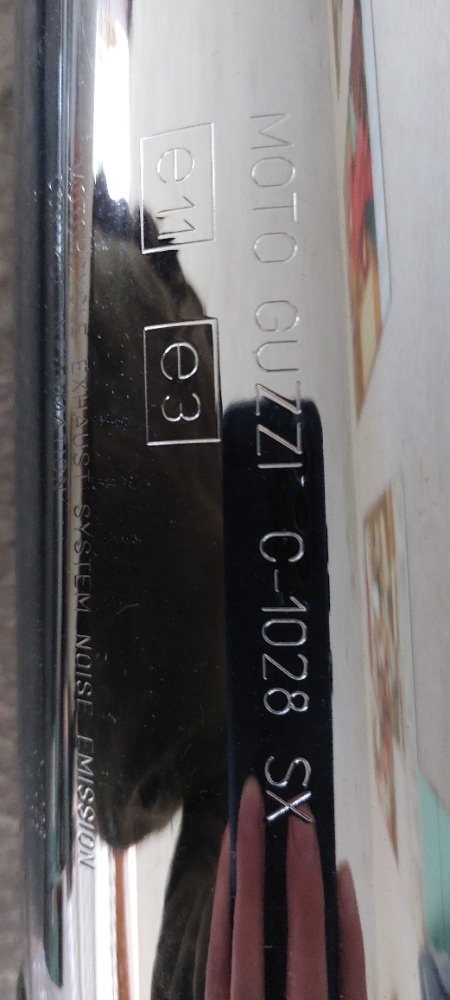 MOTO GUZZI C-1028 SX
e11 e3
EXHAUST SYSTEM NOISE EMISSION